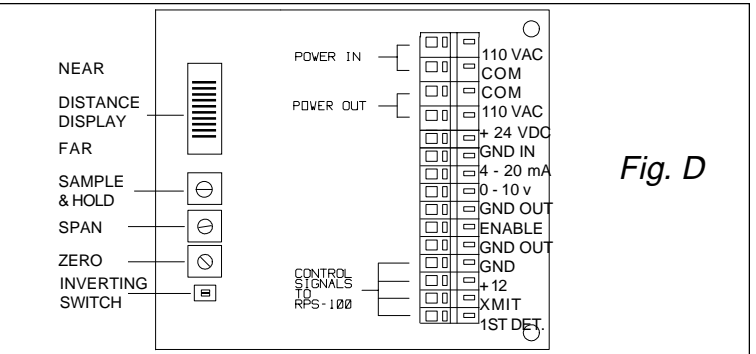 NEAR
DISTANCE
DISPLAY
FAR
SAMPLE
& HOLD
SPAN
ZERO
INVERTING
SWITCH
POWER IN
POWER OUT
CONTROL
SIGNALS
TO
RPS-100
110 VAC
COM
COM
110 VAC
+ 24 VDC
GND IN
4 - 20 mA
0 - 10 v
GND OUT
ENABLE
GND OUT
GND
+12
XMIT
1ST DET.
Fig. D